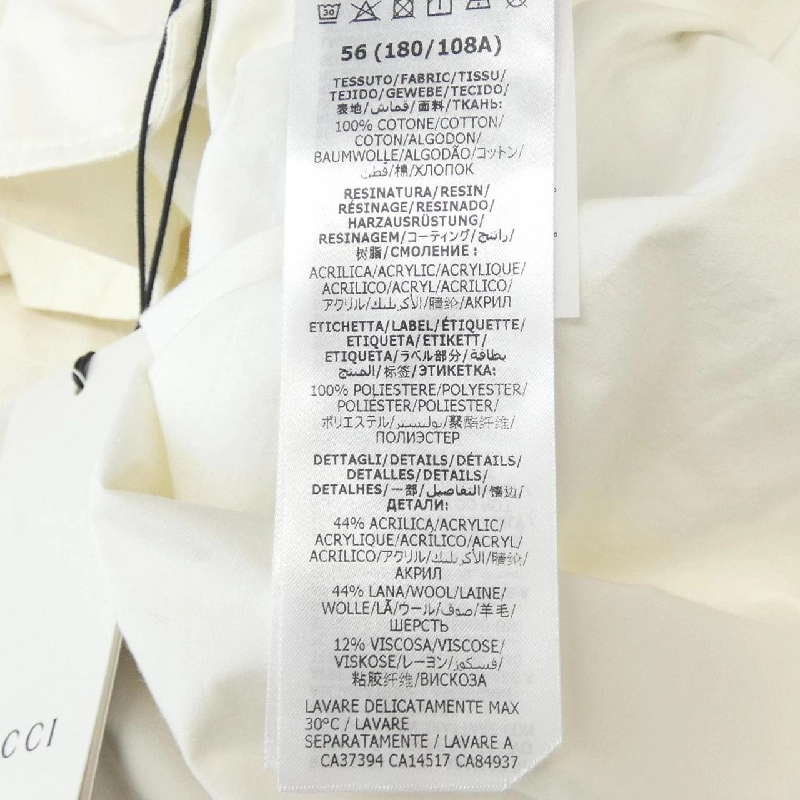 30
56 (180/108A)
TESSUTO/FABRIC/TISSU/
TEJIDO/GEWEBE/TECIDO/
表地/قماش/面料/ТКАНЬ:
100% COTONE/COTTON/
COTON/ALGODON/
BAUMWOLLE/ALGODÃO/コットン/
قطن/棉/ХЛОПОК
RESINATURA/RESIN/
RÉSINAGE/RESINADO/
HARZAUSRÜSTUNG/
RESINAGEM/コーティング/راتنج/
树脂/СМОЛЕНИЕ:
ACRILICA/ACRYLIC/ACRYLIQUE/
ACRILICO/ACRYL/ACRILICO/
アクリル/الأكريليك/腈纶/АКРИЛ
ETICHETTA/LABEL/ÉTIQUETTE/
ETIQUETA/ETIKETT/
ETIQUETA/ラベル部分/بطاقة
المنتج/标签/ЭТИКЕТКА:
100% POLIESTERE/POLYESTER/
POLIÉSTER/POLIESTER/
ポリエステル/بوليستر/聚酯纤维/
ПОЛИЭСТЕР
DETTAGLI/DETAILS/DÉTAILS/
DETALLES/DETAILS/
DETALHES/一部/التفاصيل/镶边/
ДЕТАЛИ:
44% ACRILICA/ACRYLIC/
ACRYLIQUE/ACRÍLICO/ACRYL/
ACRILICO/アクリル/الأكريليك/腈纶/
АКРИЛ
44% LANA/WOOL/LAINE/
WOLLE/LÃ/ウール/صوف/羊毛/
ШЕРСТЬ
12% VISCOSA/VISCOSE/
VISKOSE/レーヨン/فسكوز/
粘胶纤维/ВИСКОЗА
LAVARE DELICATAMENTE MAX
30°C / LAVARE
SEPARATAMENTE / LAVARE A
CA37394 CA14517 CA84937
CCI